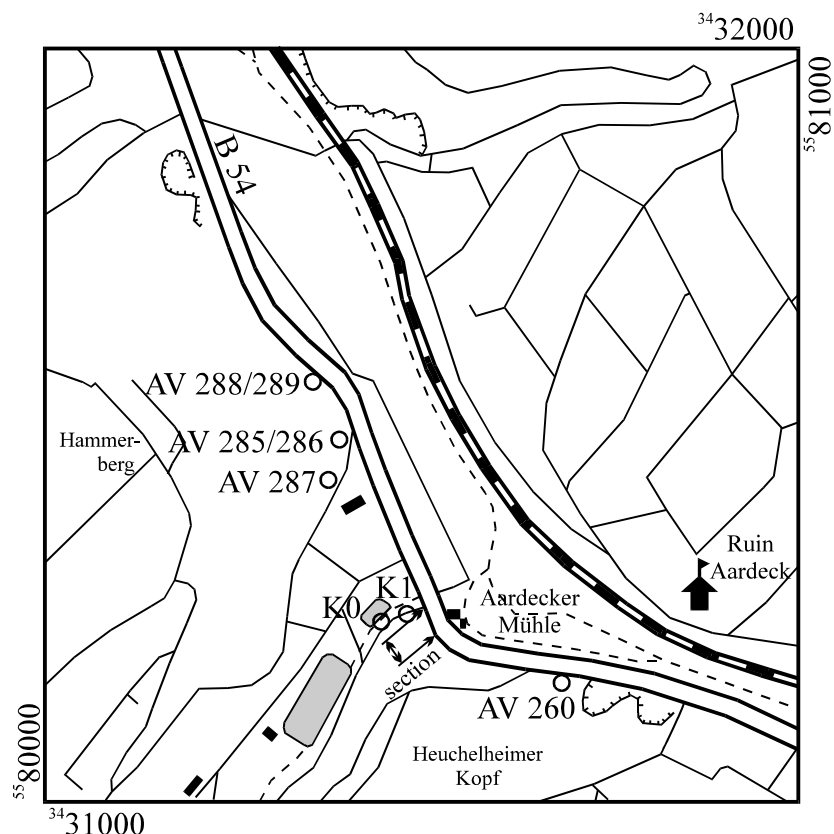 ³⁴32000
⁵⁵81000
B 54
AV 288/289
Hammer-
berg
AV 285/286
AV 287
Ruin
Aardeck
K1
K0
Aardecker
Mühle
section
AV 260
Heuchelheimer
Kopf
⁵⁵80000
³⁴31000